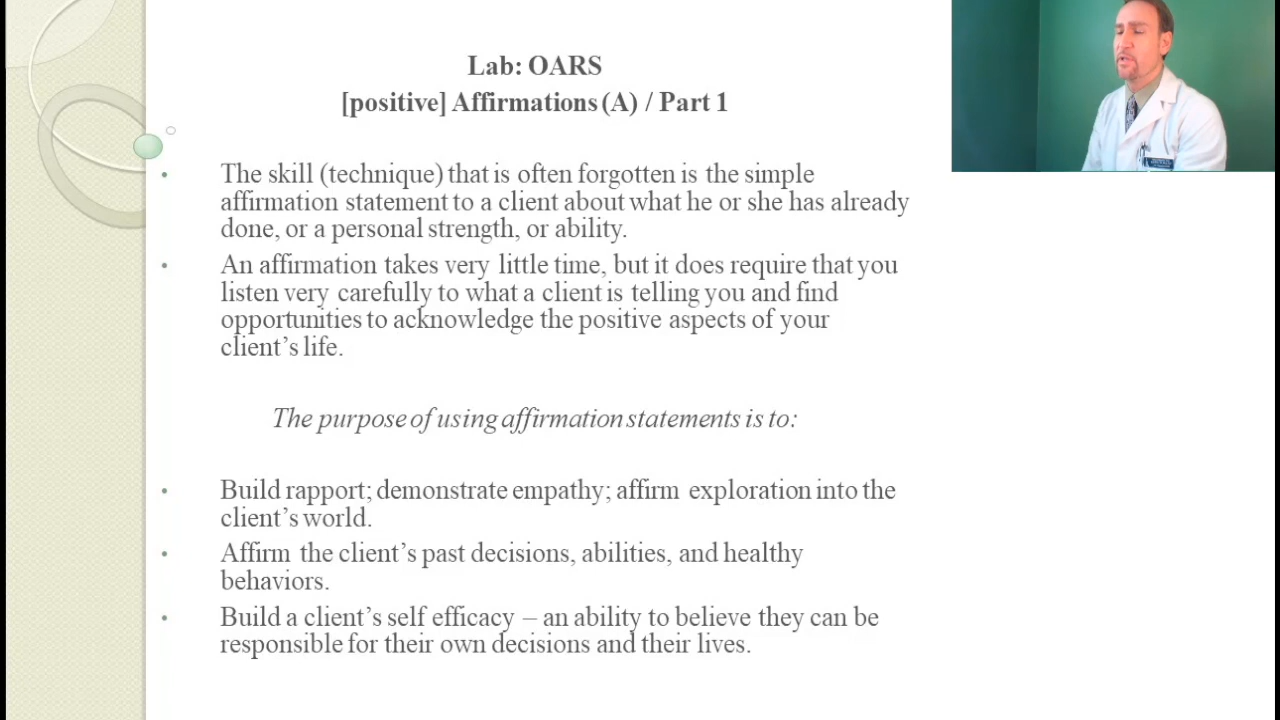 Lab: OARS
[positive] Affirmations (A) / Part 1
• The skill (technique) that is often forgotten is the simple
affirmation statement to a client about what he or she has already
done, or a personal strength, or ability.
• An affirmation takes very little time, but it does require that you
listen very carefully to what a client is telling you and find
opportunities to acknowledge the positive aspects of your
client’s life.
The purpose of using affirmation statements is to:
• Build rapport; demonstrate empathy; affirm exploration into the
client’s world.
• Affirm the client’s past decisions, abilities, and healthy
behaviors.
• Build a client’s self efficacy – an ability to believe they can be
responsible for their own decisions and their lives.